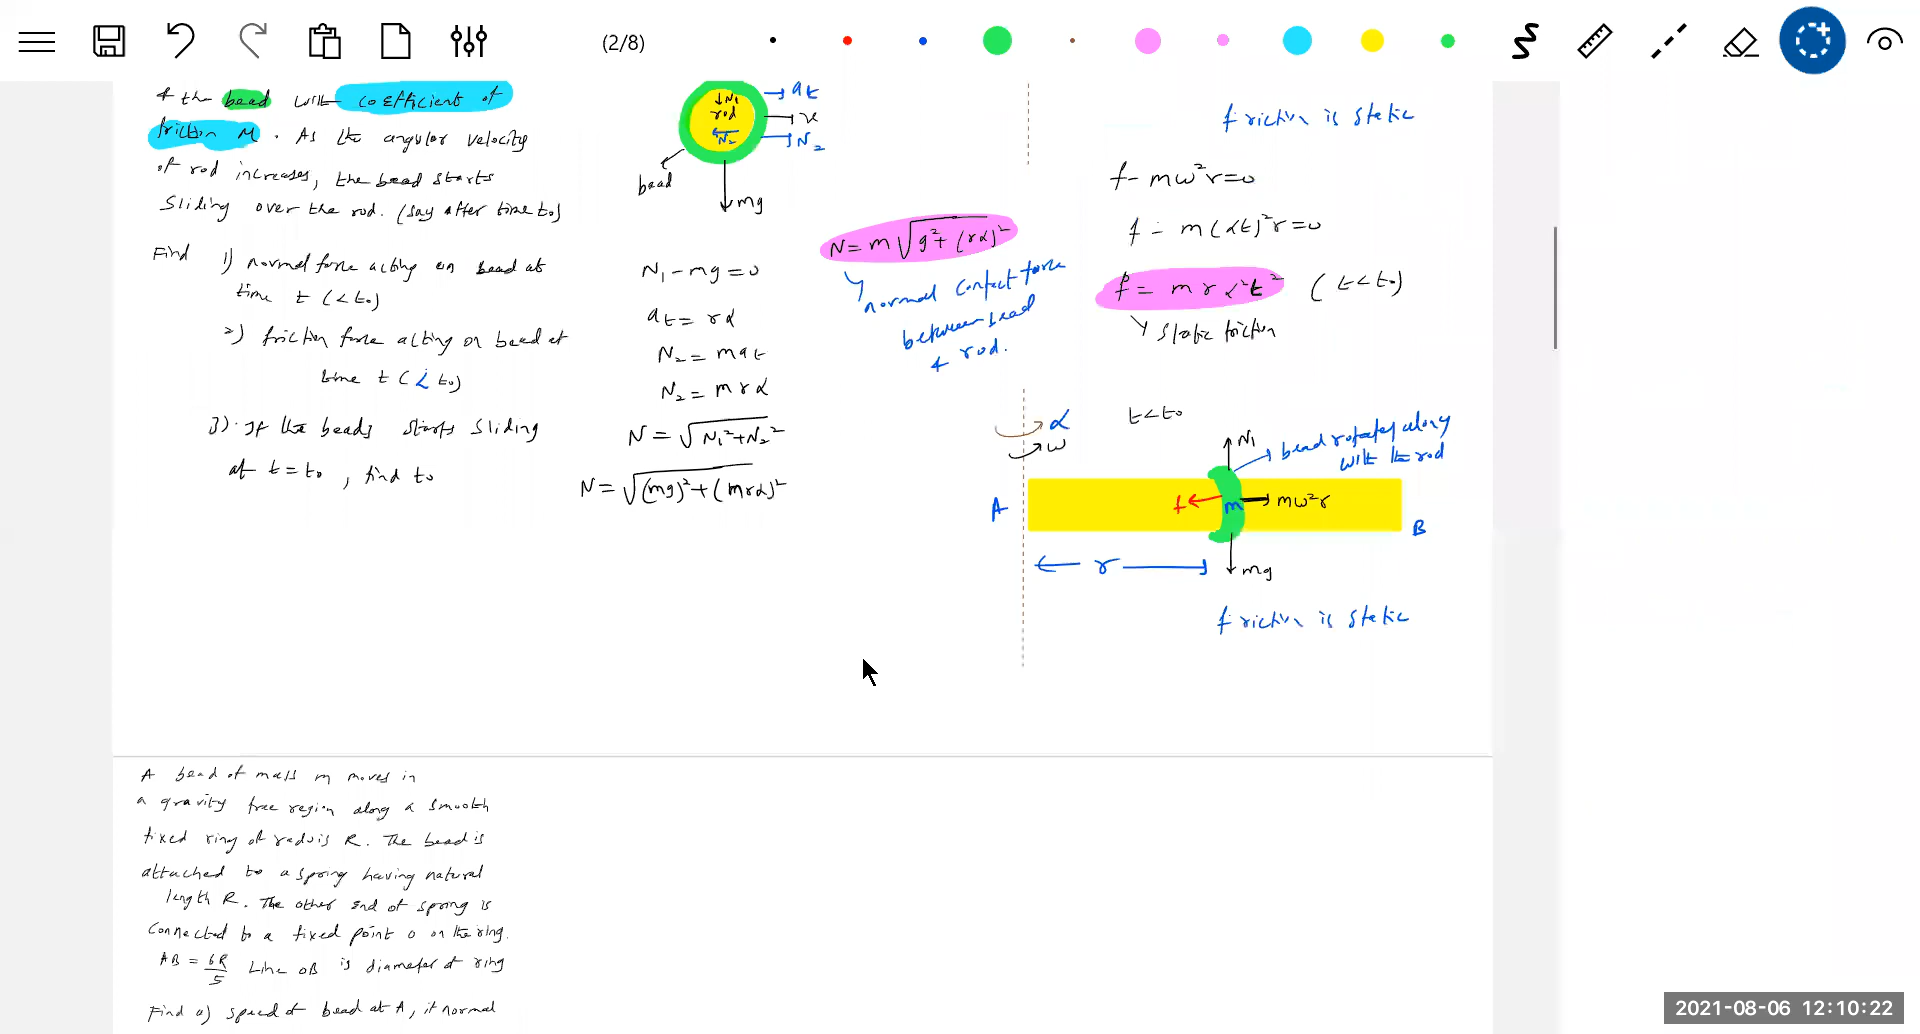 (2/8)
& the bead with coefficient of
friction μ. As the angular velocity
of rod increases, the bead starts
sliding over the rod. (say after time t₀)
Find 1) normal force acting on bead at
time t (<t₀)
2) friction force acting on bead at
time t (< t₀)
3). If the beads starts sliding
at t = t₀, find t₀
↓N₁
rod
←N₂
→ aₜ
→ x
→ N₂
bead
↓mg
N₁ - mg = 0
aₜ = rα
N₂ = maₜ
N₂ = mrα
N = √N₁²+N₂²
N = √(mg)²+(mrα)²
N = m√g²+(rα)²
normal contact force
between bead
& rod.
friction is static
f - mω²r = 0
f - m(αt)²r = 0
f = mrα²t² (t<t₀)
static friction
α
ω
t<t₀
N₁
bead rotates along
with the rod
A
f
m
mω²r
B
r
mg
friction is static
A bead of mass m moves in
a gravity free region along a smooth
fixed ring of raduis R. The bead is
attached to a spring having natural
length R. The other end of spring is
connected to a fixed point O on the ring.
AB = 6R/5 Line OB is diameter of ring
Find a) speed of bead at A, if normal
2021-08-06 12:10:22